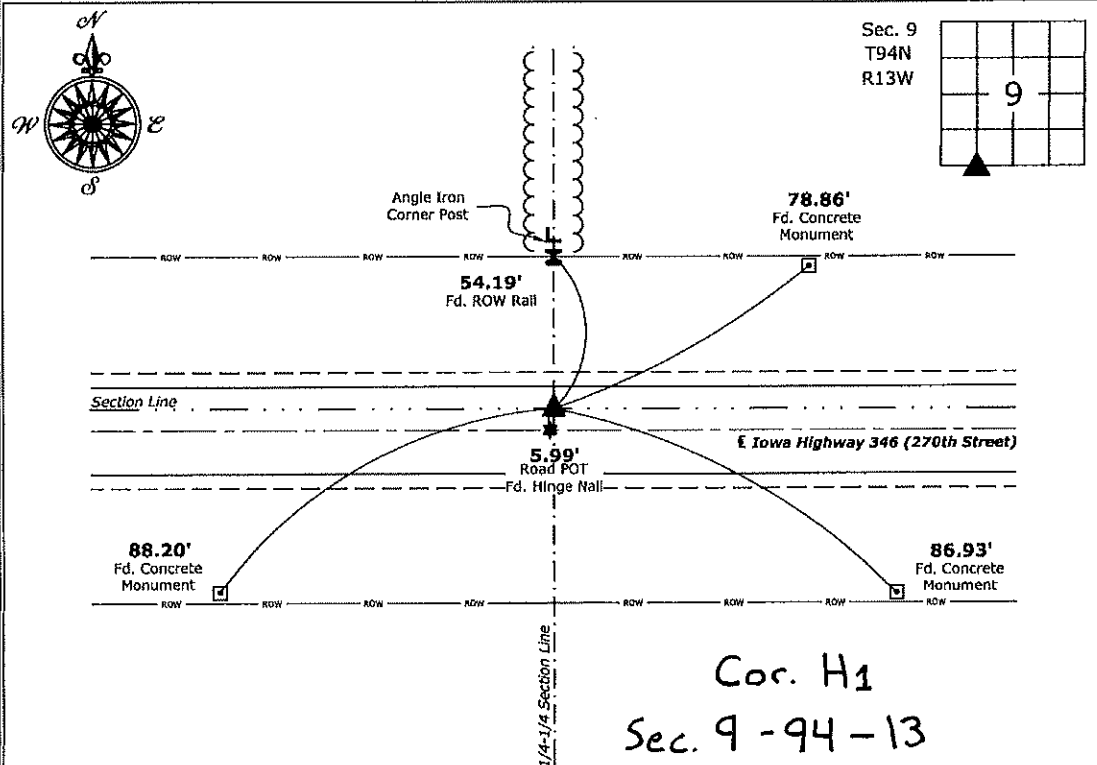 N
W
E
S
Sec. 9
T94N
R13W
9
Angle Iron
Corner Post
78.86'
Fd. Concrete
Monument
ROW ROW ROW ROW ROW ROW ROW ROW
54.19'
Fd. ROW Rail
Section Line
℄ Iowa Highway 346 (270th Street)
5.99'
Road POT
Fd. Hinge Nail
88.20'
Fd. Concrete
Monument
86.93'
Fd. Concrete
Monument
ROW ROW ROW ROW ROW ROW ROW ROW
1/4-1/4 Section Line
Cor. H1
Sec. 9-94-13